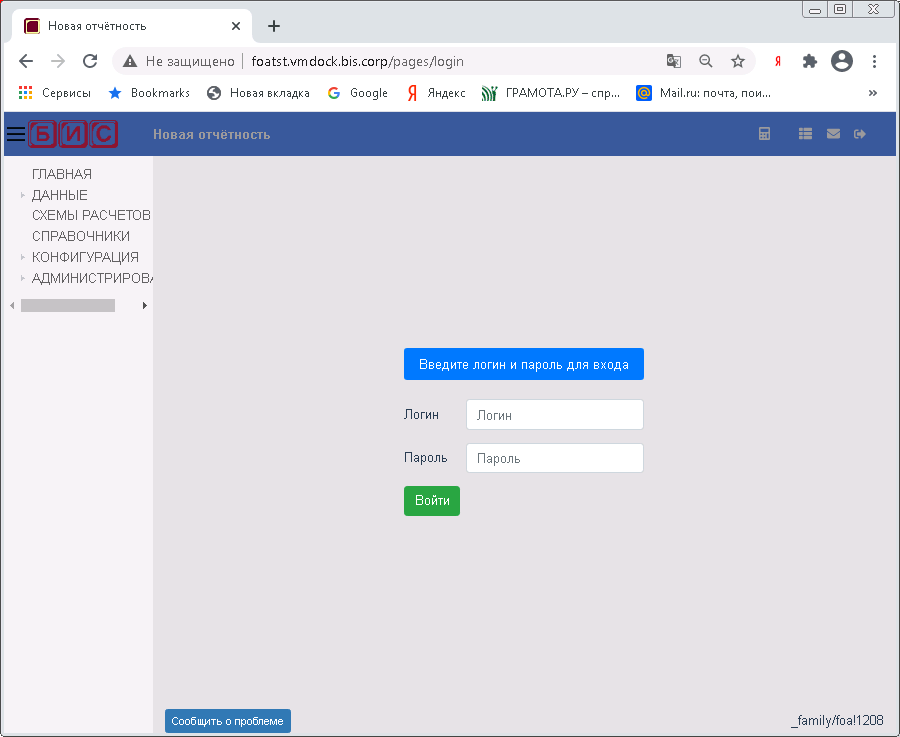 Новая отчётность
Не защищено foatst.vmdock.bis.corp/pages/login
Сервисы Bookmarks Новая вкладка Google Яндекс ГРАМОТА.РУ – спр... Mail.ru: почта, пои... »
БИС Новая отчётность
ГЛАВНАЯ
ДАННЫЕ
СХЕМЫ РАСЧЕТОВ
СПРАВОЧНИКИ
КОНФИГУРАЦИЯ
АДМИНИСТРИРОВА
Введите логин и пароль для входа
Логин Логин
Пароль Пароль
Войти
Сообщить о проблеме _family/foa!1208